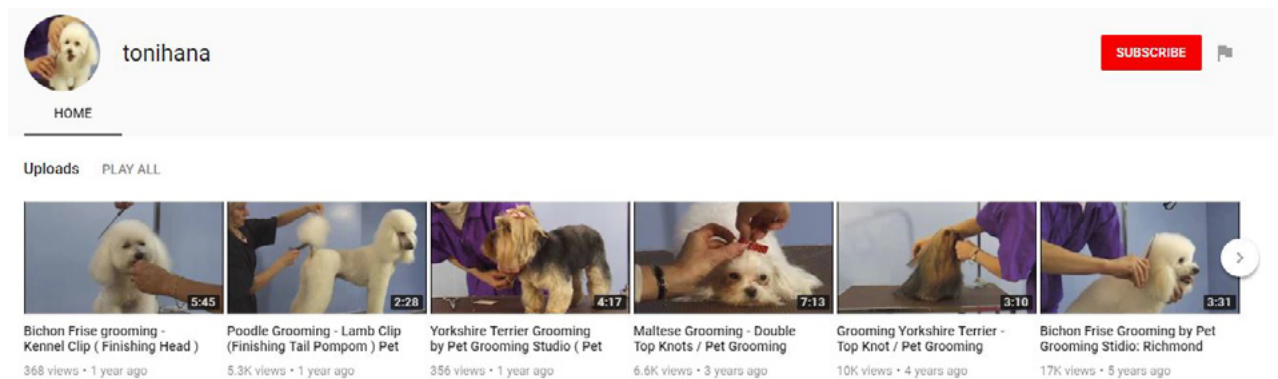 tonihana
SUBSCRIBE
HOME
Uploads PLAY ALL
5:45
2:28
4:17
7:13
3:10
3:31
Bichon Frise grooming -
Kennel Clip ( Finishing Head )
368 views • 1 year ago
Poodle Grooming - Lamb Clip
(Finishing Tail Pompom ) Pet
5.3K views • 1 year ago
Yorkshire Terrier Grooming
by Pet Grooming Studio ( Pet
356 views • 1 year ago
Maltese Grooming - Double
Top Knots / Pet Grooming
6.6K views • 3 years ago
Grooming Yorkshire Terrier -
Top Knot / Pet Grooming
10K views • 4 years ago
Bichon Frise Grooming by Pet
Grooming Stidio: Richmond
17K views • 5 years ago